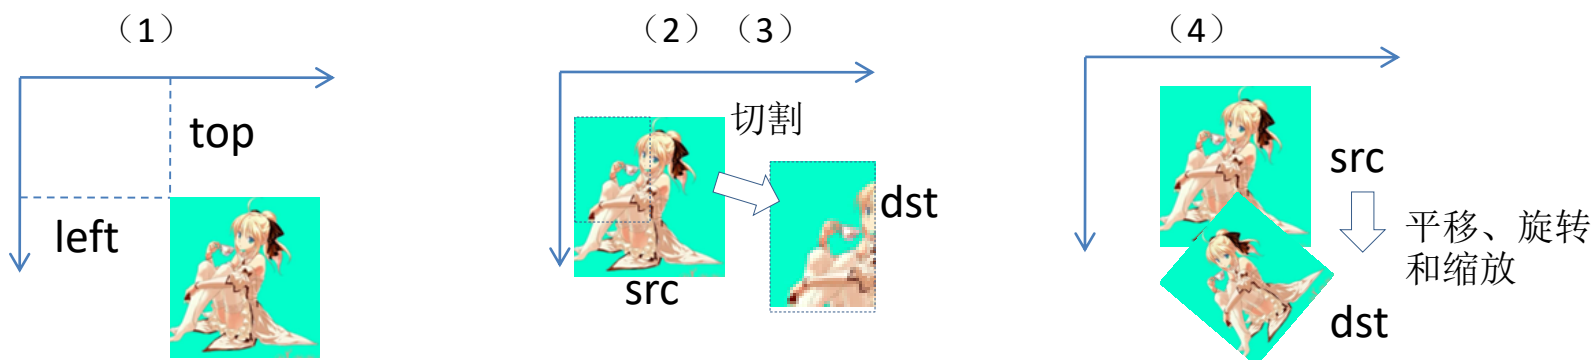 （1）
top
left
（2）（3）
切割
src
dst
（4）
src
平移、旋转
和缩放
dst